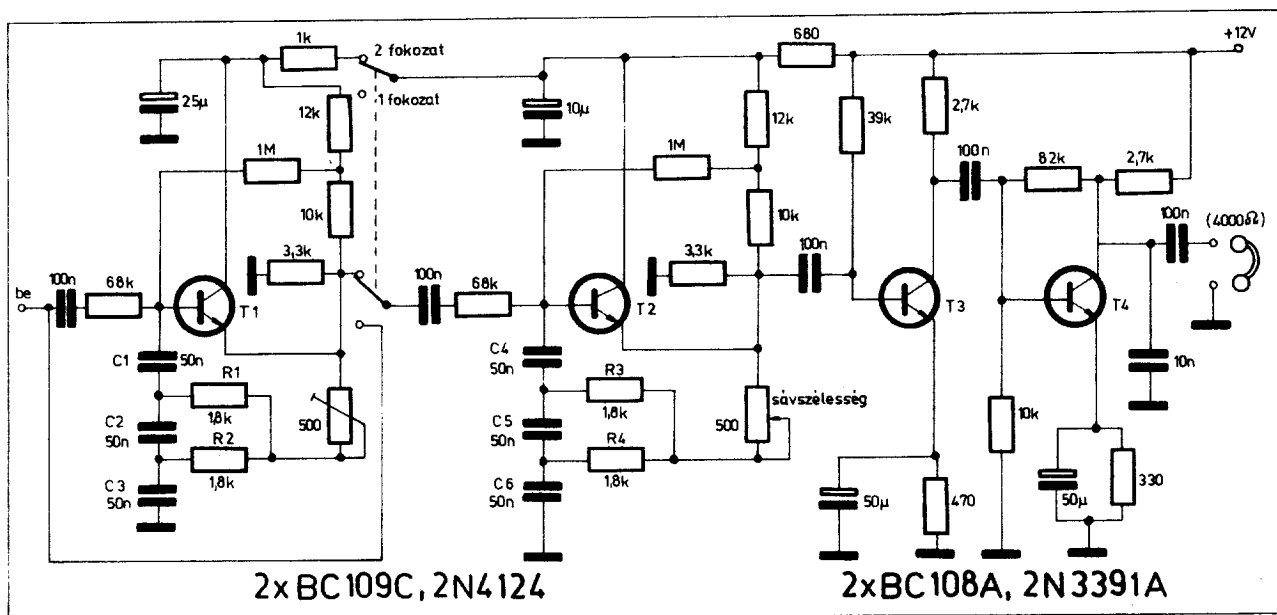 1k
2 fokozat
680
+12V
25μ
1 fokozat
10μ
12k
12k
39k
2,7k
1M
1M
100n
82k
2,7k
10k
10k
100n
(4000Ω)
3,3k
3,3k
100n
be
100n
68k
T1
100n
68k
T2
T3
T4
C1
50n
C4
50n
10n
R1
1,8k
500
R3
1,8k
sávszélesség
500
10k
C2
50n
C5
50n
R2
1,8k
R4
1,8k
C3
50n
C6
50n
50μ
470
50μ
330
2xBC109C, 2N4124
2xBC108A, 2N3391A